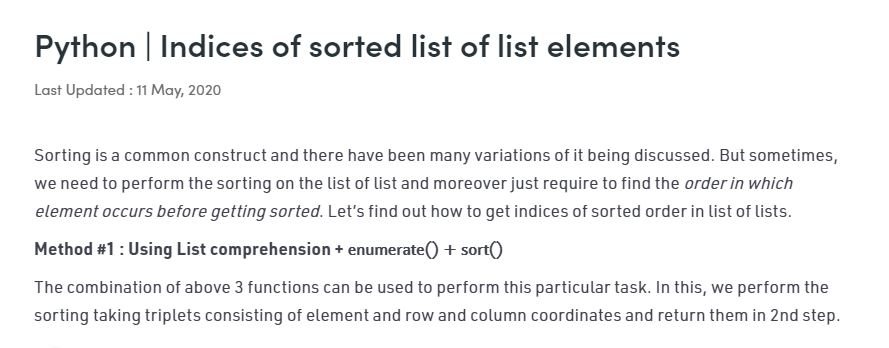 Python | Indices of sorted list of list elements
Last Updated : 11 May, 2020
Sorting is a common construct and there have been many variations of it being discussed. But sometimes,
we need to perform the sorting on the list of list and moreover just require to find the order in which
element occurs before getting sorted. Let’s find out how to get indices of sorted order in list of lists.
Method #1 : Using List comprehension + enumerate() + sort()
The combination of above 3 functions can be used to perform this particular task. In this, we perform the
sorting taking triplets consisting of element and row and column coordinates and return them in 2nd step.